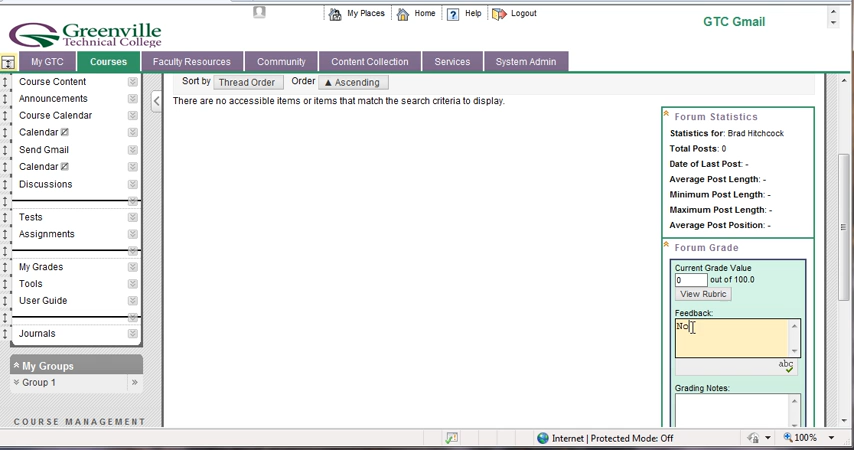 Greenville
Technical College
My Places
Home
? Help
Logout
GTC Gmail
My GTC
Courses
Faculty Resources
Community
Content Collection
Services
System Admin
Course Content
Announcements
Course Calendar
Calendar
Send Gmail
Calendar
Discussions
Tests
Assignments
My Grades
Tools
User Guide
Journals
My Groups
Group 1
COURSE MANAGEMENT
Sort by Thread Order Order ▲ Ascending
There are no accessible items or items that match the search criteria to display.
Forum Statistics
Statistics for: Brad Hitchcock
Total Posts: 0
Date of Last Post: -
Average Post Length: -
Minimum Post Length: -
Maximum Post Length: -
Average Post Position: -
Forum Grade
Current Grade Value
0 out of 100.0
View Rubric
Feedback:
No
abc
Grading Notes:
Internet | Protected Mode: Off
100%